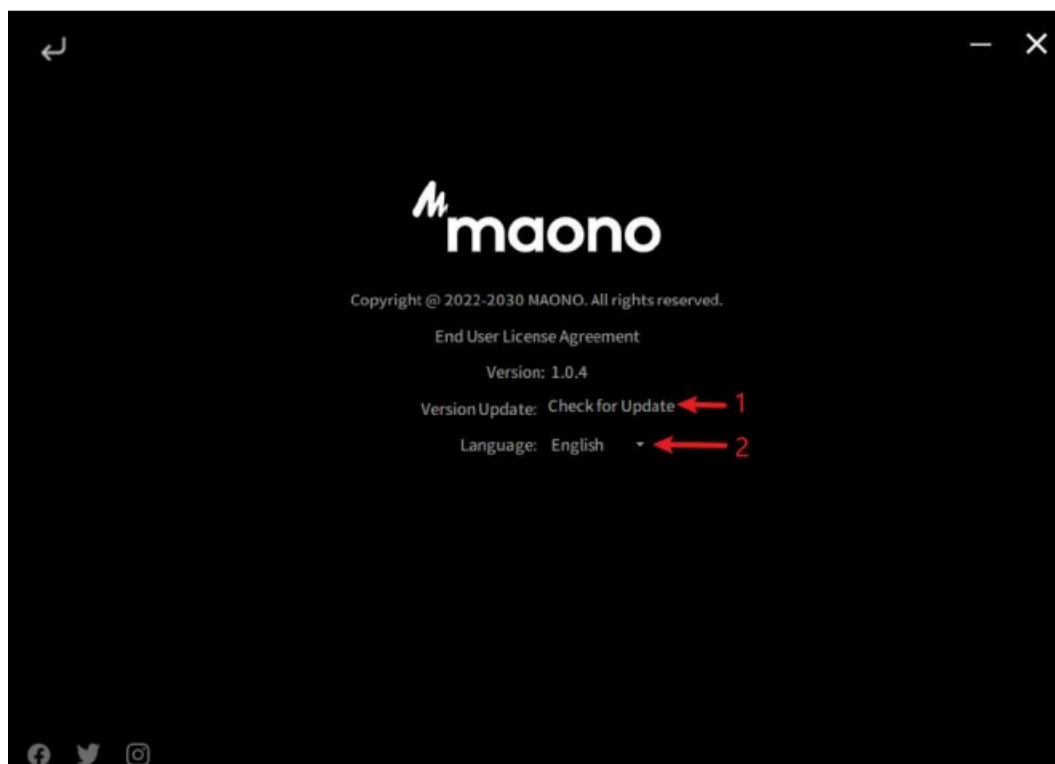 maono
Copyright @ 2022-2030 MAONO. All rights reserved.
End User License Agreement
Version: 1.0.4
Version Update: Check for Update 1
Language: English 2